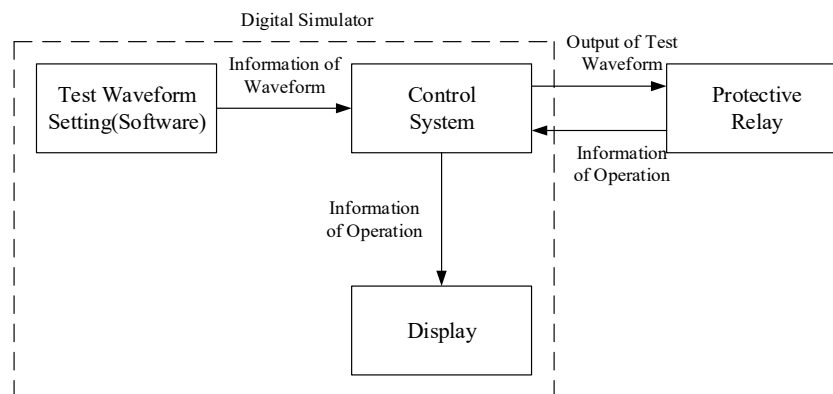 Digital Simulator
Test Waveform
Setting(Software)
Information of
Waveform
Control
System
Output of Test
Waveform
Protective
Relay
Information
of Operation
Information
of Operation
Display